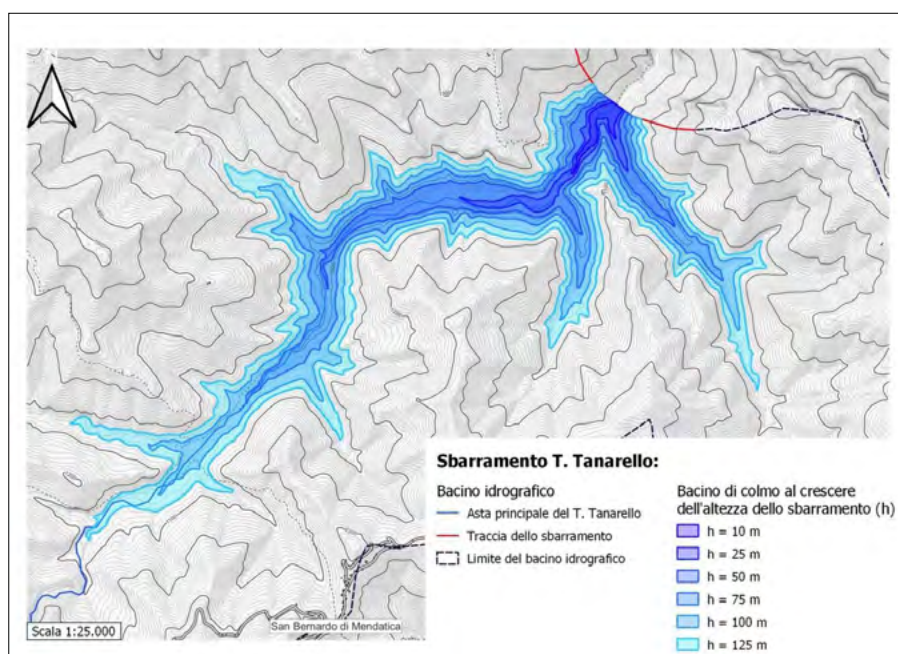 Sbarramento T. Tanarello:
Bacino idrografico
Asta principale del T. Tanarello
Traccia dello sbarramento
Limite del bacino idrografico
Bacino di colmo al crescere
dell'altezza dello sbarramento (h)
h = 10 m
h = 25 m
h = 50 m
h = 75 m
h = 100 m
h = 125 m
Scala 1:25.000
San Bernardo di Mendatica